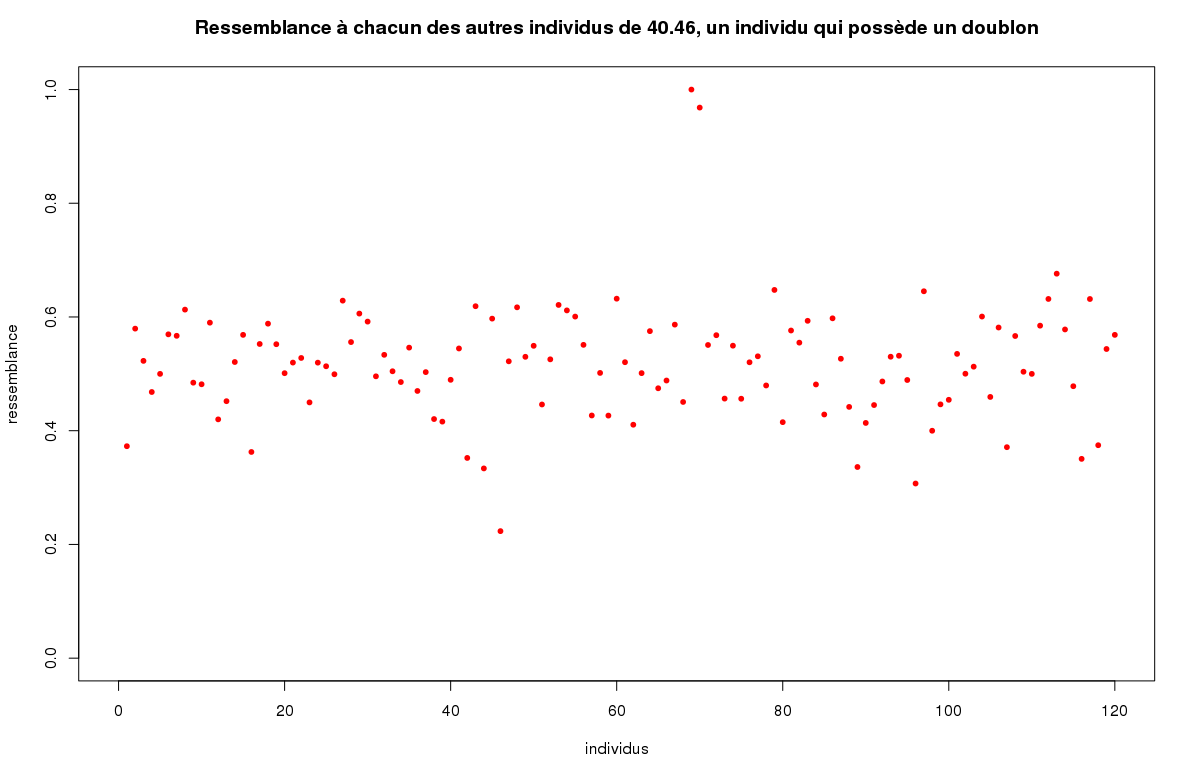 Ressemblance à chacun des autres individus de 40.46, un individu qui possède un doublon
1.0
0.8
0.6
0.4
0.2
0.0
ressemblance
0 20 40 60 80 100 120
individus